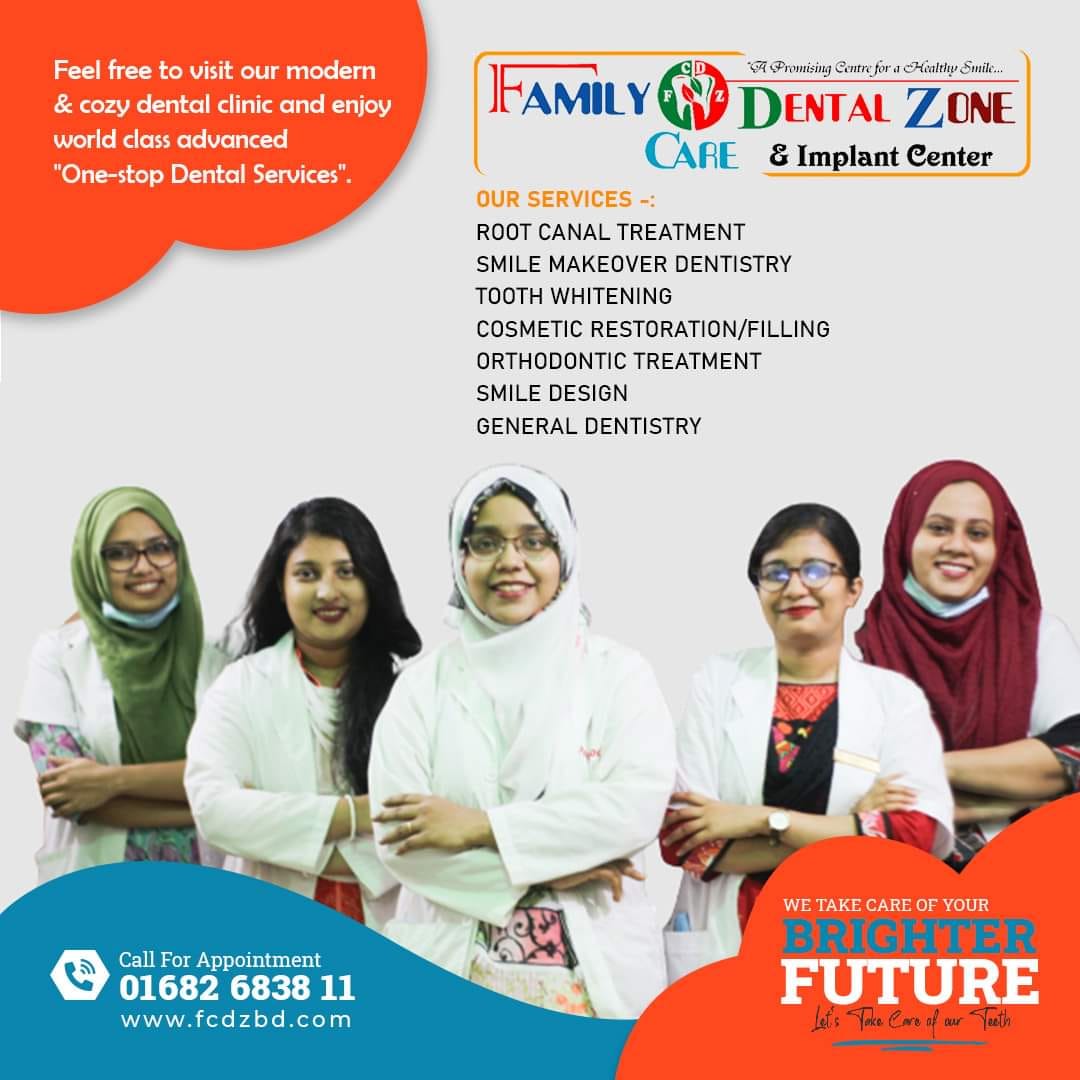 Feel free to visit our modern
& cozy dental clinic and enjoy
world class advanced
"One-stop Dental Services".
"A Promising Centre for a Healthy Smile...
FAMILY FCDZ DENTAL ZONE
CARE & Implant Center
OUR SERVICES -:
ROOT CANAL TREATMENT
SMILE MAKEOVER DENTISTRY
TOOTH WHITENING
COSMETIC RESTORATION/FILLING
ORTHODONTIC TREATMENT
SMILE DESIGN
GENERAL DENTISTRY
Call For Appointment
01682 6838 11
www.fcdzbd.com
WE TAKE CARE OF YOUR
BRIGHTER
FUTURE
Let's Take Care of our Teeth